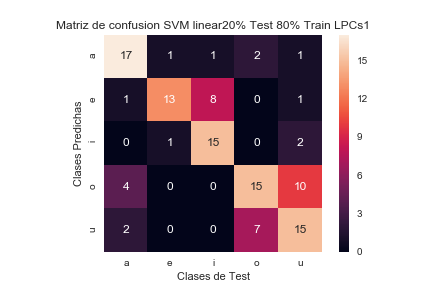 Matriz de confusion SVM linear20% Test 80% Train LPCs1
a 17 1 1 2 1
e 1 13 8 0 1
i 0 1 15 0 2
o 4 0 0 15 10
u 2 0 0 7 15
a e i o u
Clases Predichas
Clases de Test
15
12
9
6
3
0